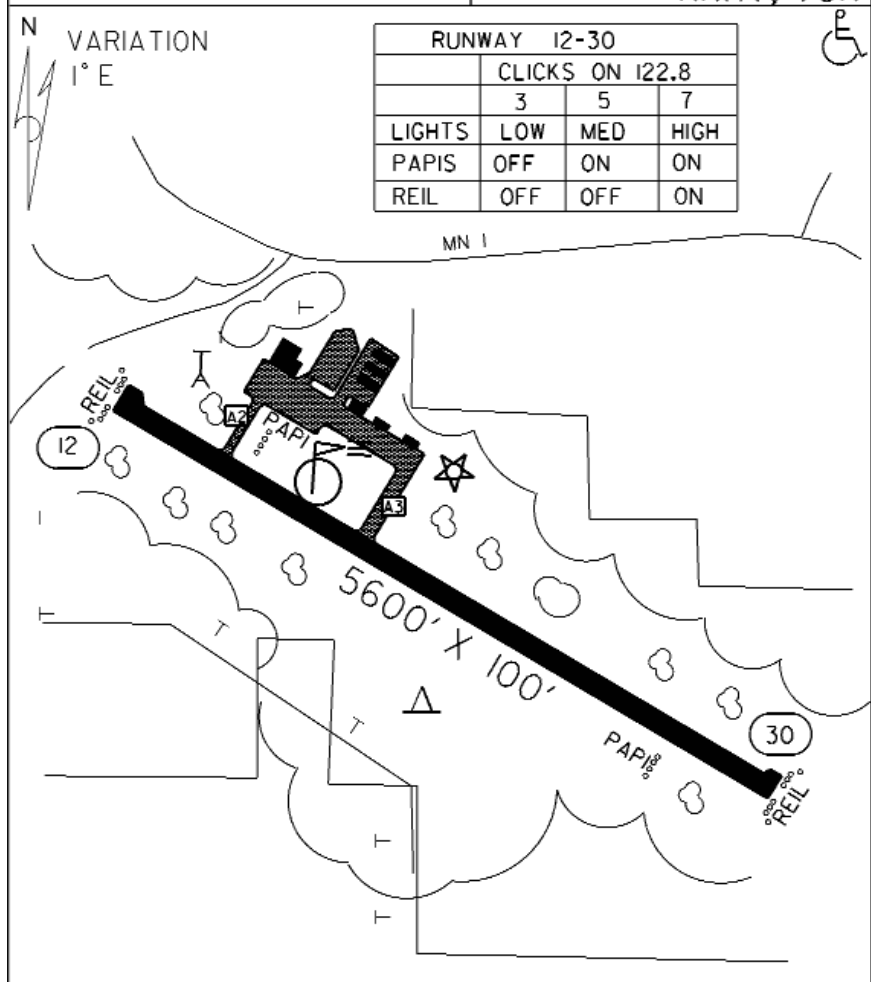 N
VARIATION
1° E
RUNWAY 12-30
CLICKS ON 122.8
3 5 7
LIGHTS LOW MED HIGH
PAPIS OFF ON ON
REIL OFF OFF ON
MN 1
REIL
12
A2
PAPI
A3
5600' X 100'
30
PAPI
REIL
T
T
T
T
T
T